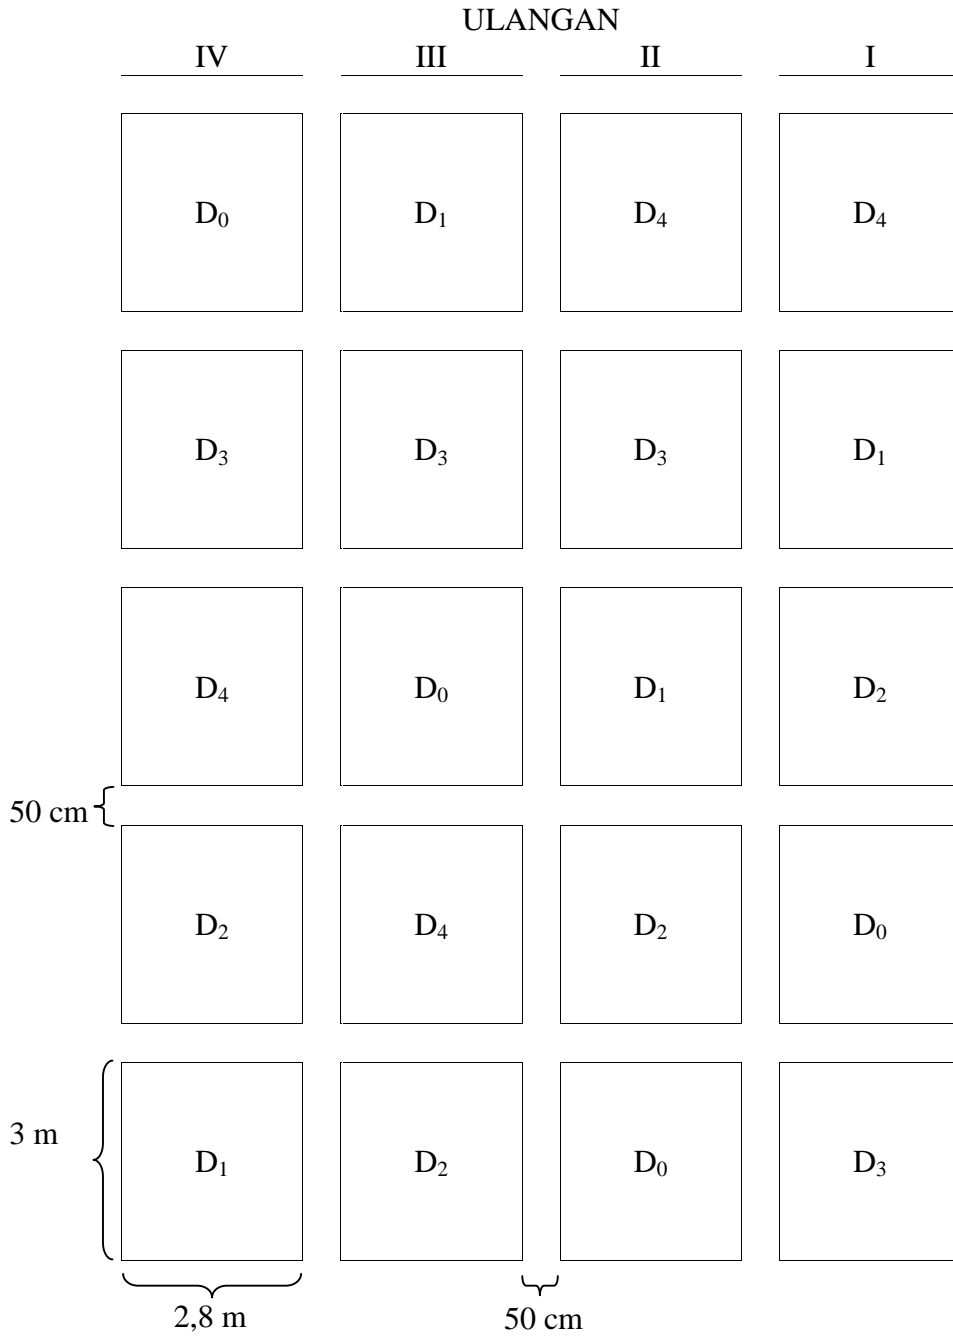 ULANGAN
IV III II I
D₀ D₁ D₄ D₄
D₃ D₃ D₃ D₁
D₄ D₀ D₁ D₂
50 cm
D₂ D₄ D₂ D₀
3 m
D₁ D₂ D₀ D₃
2,8 m 50 cm